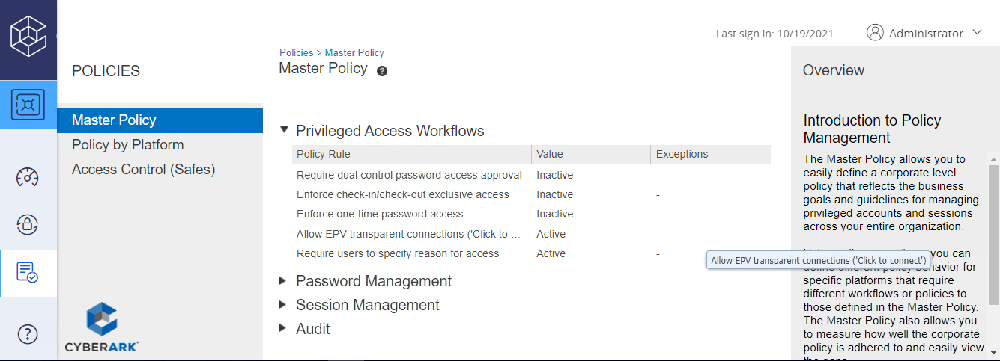 Last sign in: 10/19/2021
Administrator
POLICIES
Master Policy
Policy by Platform
Access Control (Safes)
CYBERARK
Policies > Master Policy
Master Policy ?
Privileged Access Workflows
Policy Rule Value Exceptions
Require dual control password access approval Inactive -
Enforce check-in/check-out exclusive access Inactive -
Enforce one-time password access Inactive -
Allow EPV transparent connections ('Click to ... Active -
Require users to specify reason for access Active -
Password Management
Session Management
Audit
Allow EPV transparent connections ('Click to connect')
Overview
Introduction to Policy
Management
The Master Policy allows you to
easily define a corporate level
policy that reflects the business
goals and guidelines for managing
privileged accounts and sessions
across your entire organization.
you can
behavior for
specific platforms that require
different workflows or policies to
those defined in the Master Policy.
The Master Policy also allows you
to measure how well the corporate
policy is adhered to and easily view
?